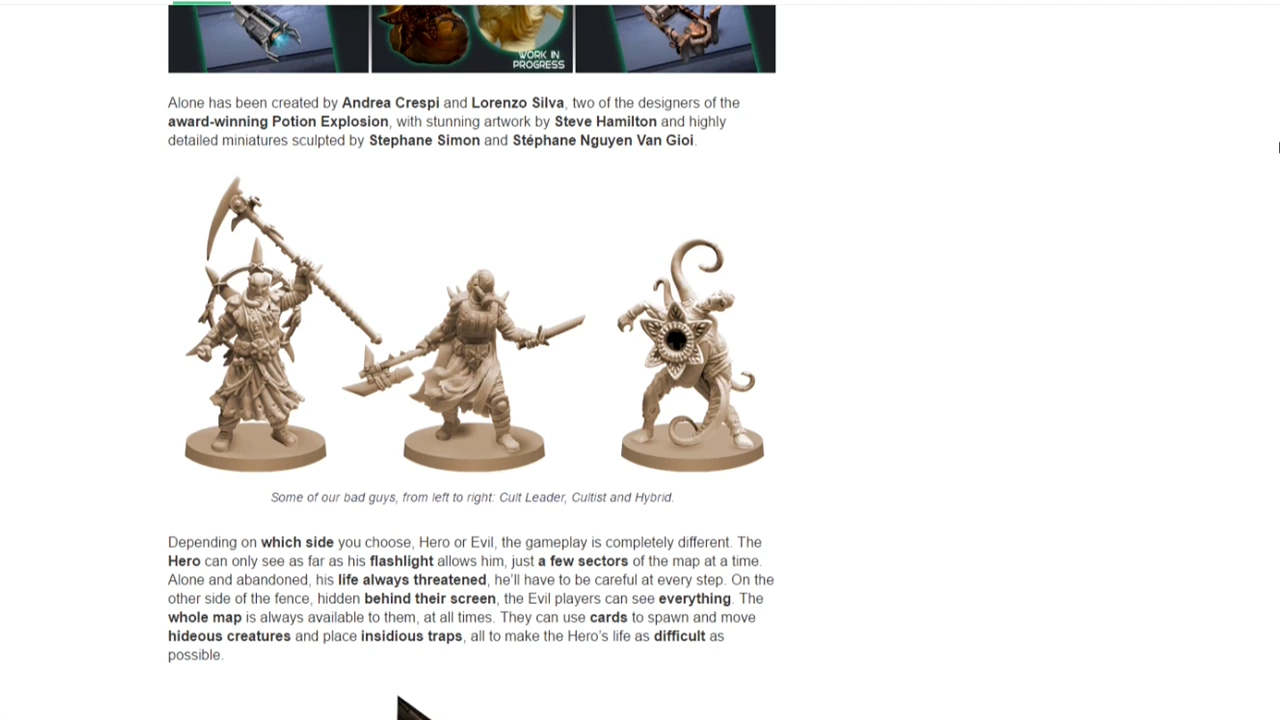 WORK IN
PROGRESS
Alone has been created by Andrea Crespi and Lorenzo Silva, two of the designers of the
award-winning Potion Explosion, with stunning artwork by Steve Hamilton and highly
detailed miniatures sculpted by Stephane Simon and Stéphane Nguyen Van Gioi.
Some of our bad guys, from left to right: Cult Leader, Cultist and Hybrid.
Depending on which side you choose, Hero or Evil, the gameplay is completely different. The
Hero can only see as far as his flashlight allows him, just a few sectors of the map at a time.
Alone and abandoned, his life always threatened, he'll have to be careful at every step. On the
other side of the fence, hidden behind their screen, the Evil players can see everything. The
whole map is always available to them, at all times. They can use cards to spawn and move
hideous creatures and place insidious traps, all to make the Hero's life as difficult as
possible.